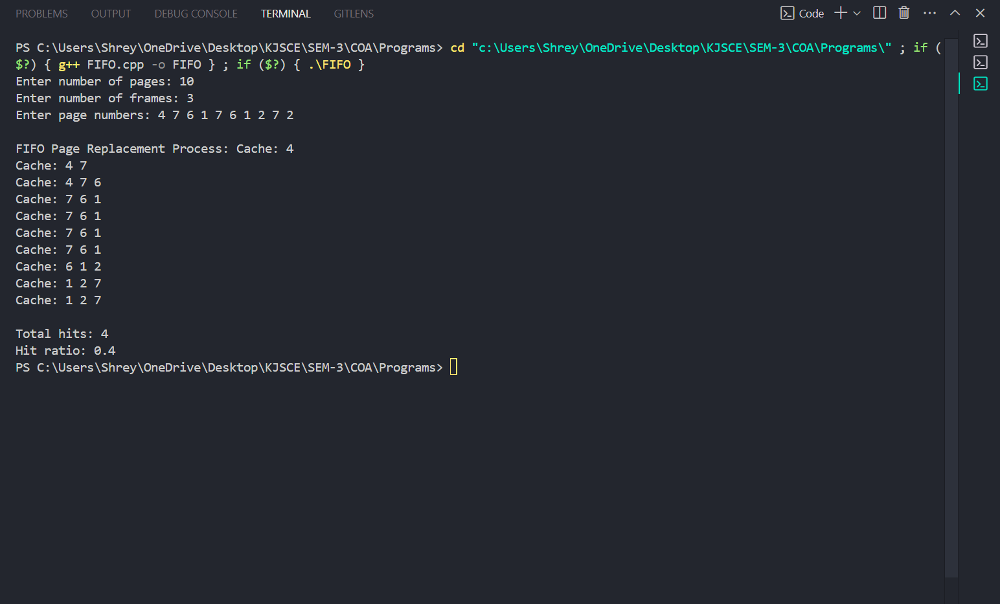 PROBLEMS OUTPUT DEBUG CONSOLE TERMINAL GITLENS Code
PS C:\Users\Shrey\OneDrive\Desktop\KJSCE\SEM-3\COA\Programs> cd "c:\Users\Shrey\OneDrive\Desktop\KJSCE\SEM-3\COA\Programs\" ; if (
$?) { g++ FIFO.cpp -o FIFO } ; if ($?) { .\FIFO }
Enter number of pages: 10
Enter number of frames: 3
Enter page numbers: 4 7 6 1 7 6 1 2 7 2
FIFO Page Replacement Process: Cache: 4
Cache: 4 7
Cache: 4 7 6
Cache: 7 6 1
Cache: 7 6 1
Cache: 7 6 1
Cache: 7 6 1
Cache: 6 1 2
Cache: 1 2 7
Cache: 1 2 7
Total hits: 4
Hit ratio: 0.4
PS C:\Users\Shrey\OneDrive\Desktop\KJSCE\SEM-3\COA\Programs>